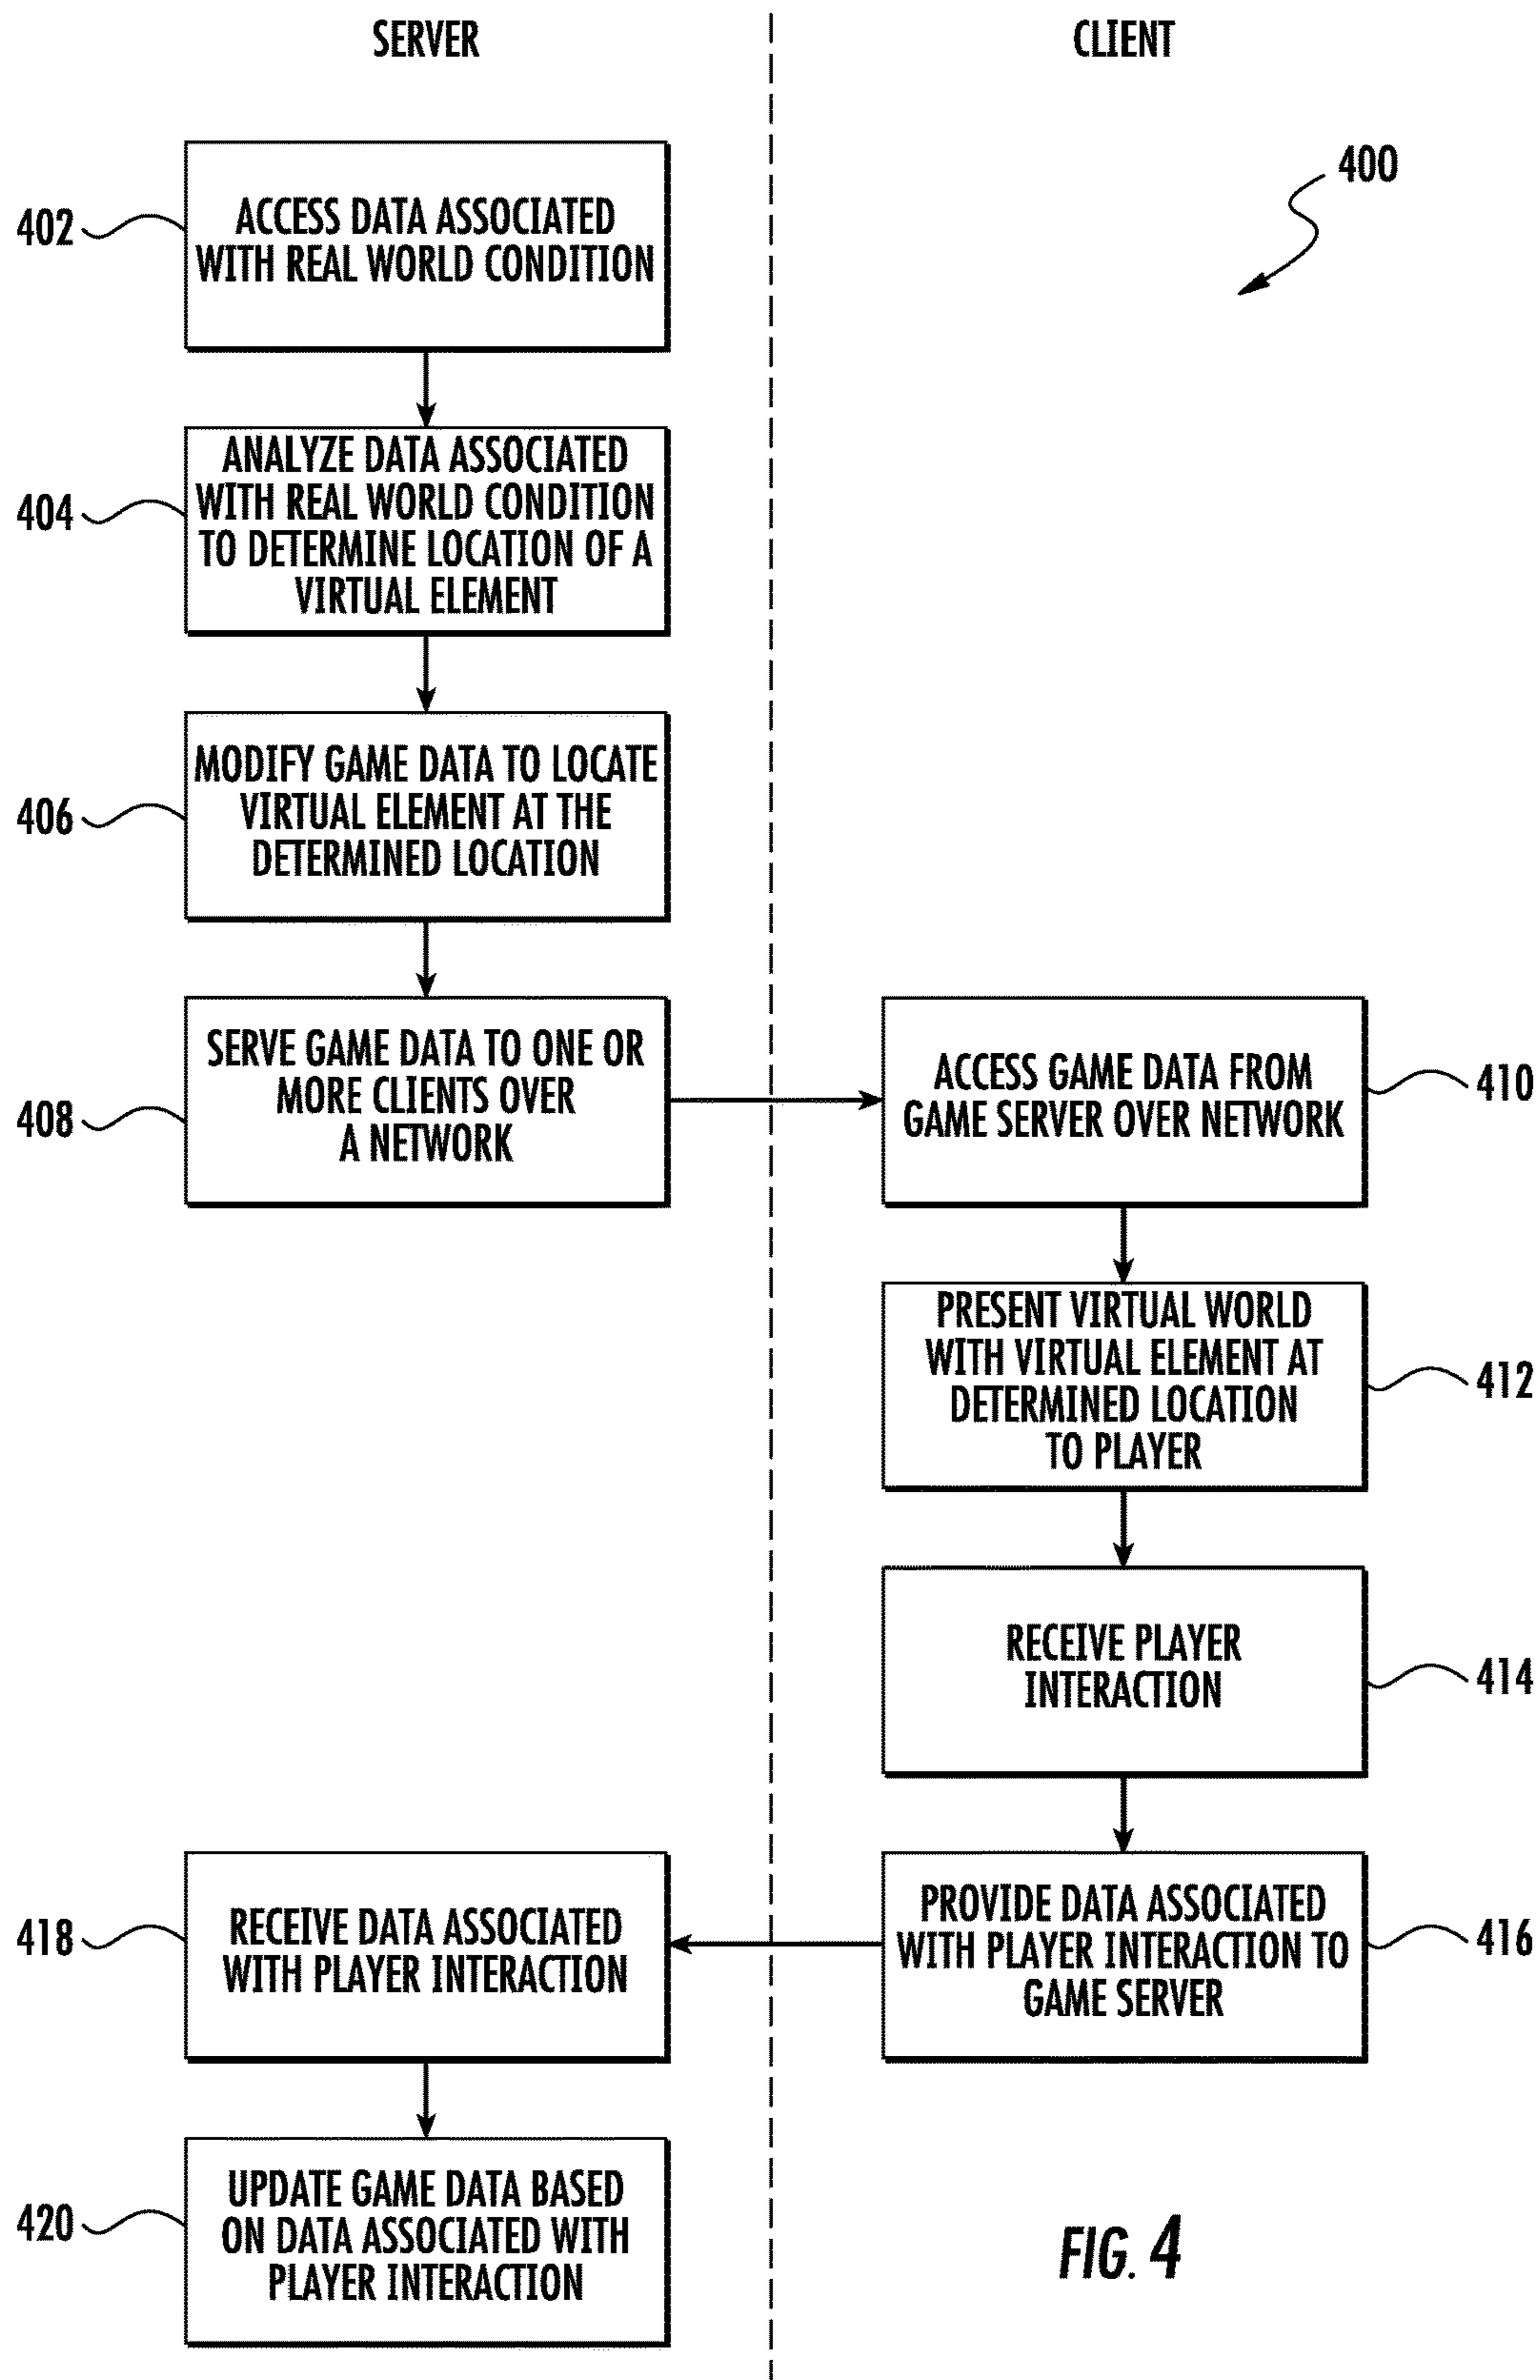 SERVER
CLIENT
400
402
ACCESS DATA ASSOCIATED
WITH REAL WORLD CONDITION
404
ANALYZE DATA ASSOCIATED
WITH REAL WORLD CONDITION
TO DETERMINE LOCATION OF A
VIRTUAL ELEMENT
406
MODIFY GAME DATA TO LOCATE
VIRTUAL ELEMENT AT THE
DETERMINED LOCATION
408
SERVE GAME DATA TO ONE OR
MORE CLIENTS OVER
A NETWORK
ACCESS GAME DATA FROM
GAME SERVER OVER NETWORK
410
PRESENT VIRTUAL WORLD
WITH VIRTUAL ELEMENT AT
DETERMINED LOCATION
TO PLAYER
412
RECEIVE PLAYER
INTERACTION
414
PROVIDE DATA ASSOCIATED
WITH PLAYER INTERACTION TO
GAME SERVER
416
418
RECEIVE DATA ASSOCIATED
WITH PLAYER INTERACTION
420
UPDATE GAME DATA BASED
ON DATA ASSOCIATED WITH
PLAYER INTERACTION
FIG. 4